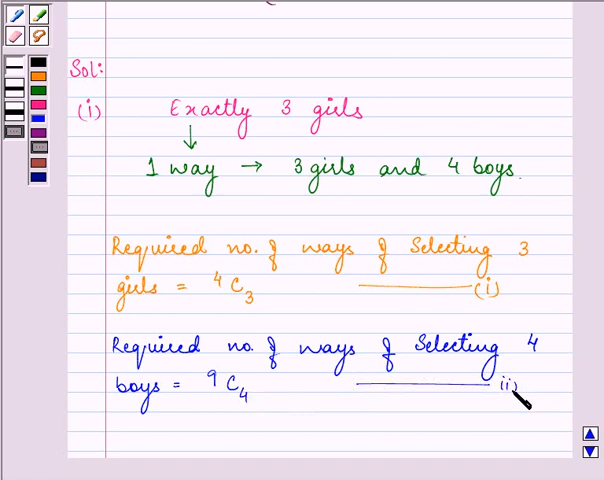 Sol:
(i) Exactly 3 girls
↓
1 way → 3 girls and 4 boys.
Required no. of ways of Selecting 3
girls = ⁴C₃ ———— (i)
Required no. of ways of Selecting 4
boys = ⁹C₄ ———— (ii)